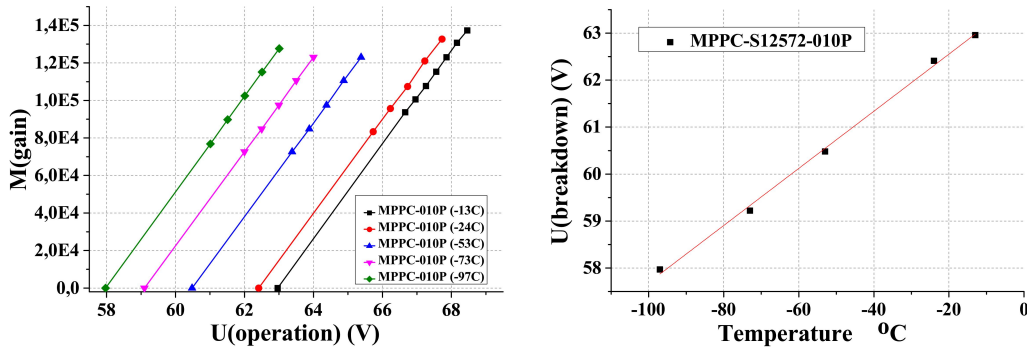 1,4E5
1,2E5
1,0E5
8,0E4
6,0E4
4,0E4
2,0E4
0,0
M(gain)
MPPC-010P (-13C)
MPPC-010P (-24C)
MPPC-010P (-53C)
MPPC-010P (-73C)
MPPC-010P (-97C)
58 60 62 64 66 68
U(operation) (V)
63
62
61
60
59
58
U(breakdown) (V)
MPPC-S12572-010P
-100 -80 -60 -40 -20 0
Temperature °C